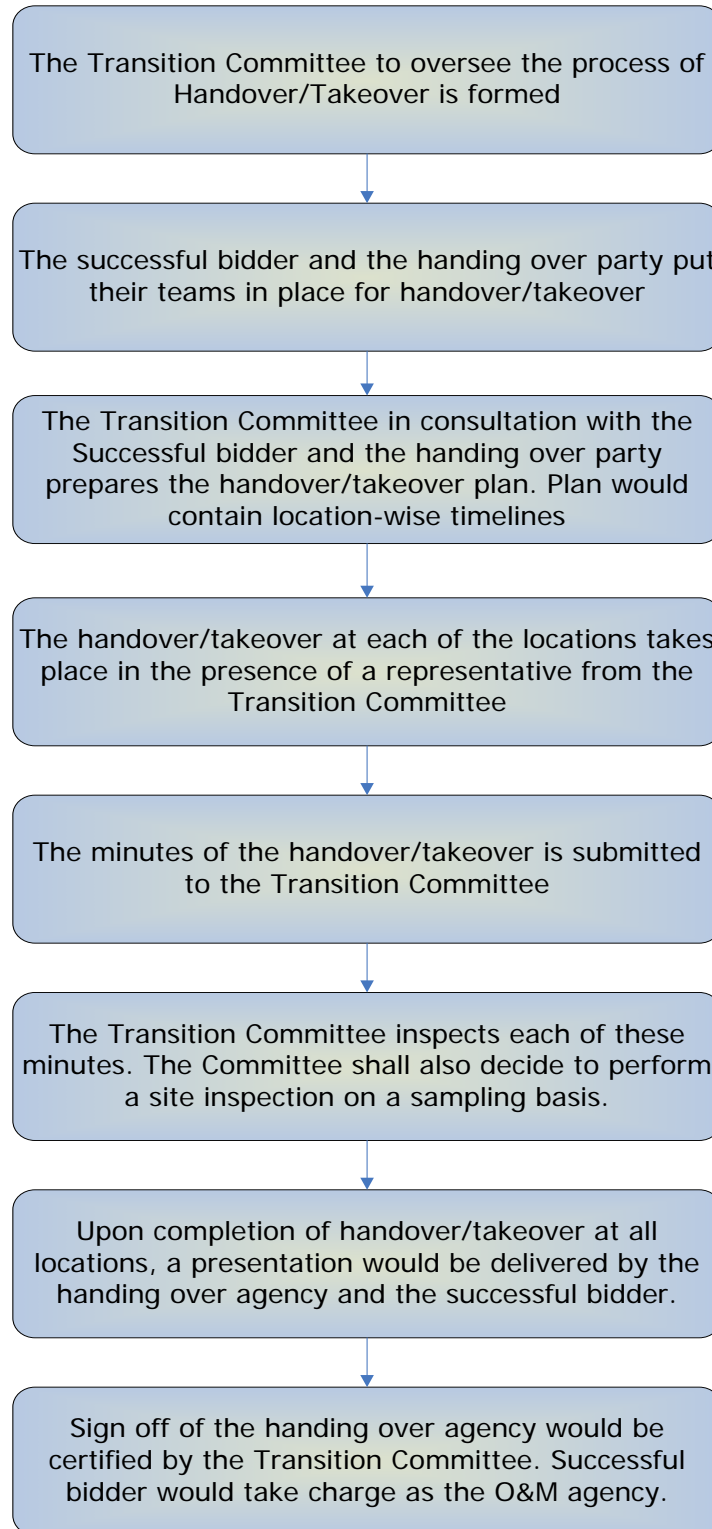 The Transition Committee to oversee the process of
Handover/Takeover is formed
The successful bidder and the handing over party put
their teams in place for handover/takeover
The Transition Committee in consultation with the
Successful bidder and the handing over party
prepares the handover/takeover plan. Plan would
contain location-wise timelines
The handover/takeover at each of the locations takes
place in the presence of a representative from the
Transition Committee
The minutes of the handover/takeover is submitted
to the Transition Committee
The Transition Committee inspects each of these
minutes. The Committee shall also decide to perform
a site inspection on a sampling basis.
Upon completion of handover/takeover at all
locations, a presentation would be delivered by the
handing over agency and the successful bidder.
Sign off of the handing over agency would be
certified by the Transition Committee. Successful
bidder would take charge as the O&M agency.